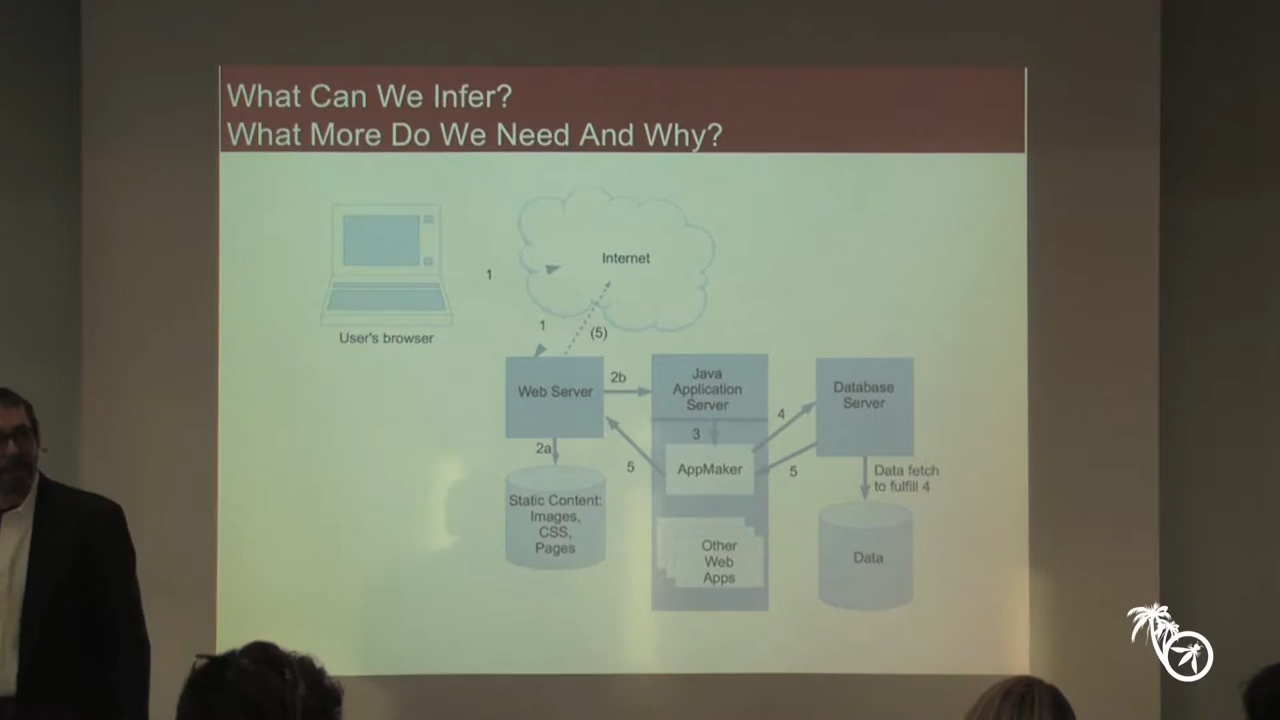 What Can We Infer?
What More Do We Need And Why?
1
Internet
User's browser
1
(5)
Web Server
2b
Java
Application
Server
Database
Server
4
3
2a
5
AppMaker
5
Data fetch
to fulfill 4
Static Content:
Images,
CSS,
Pages
Other
Web
Apps
Data